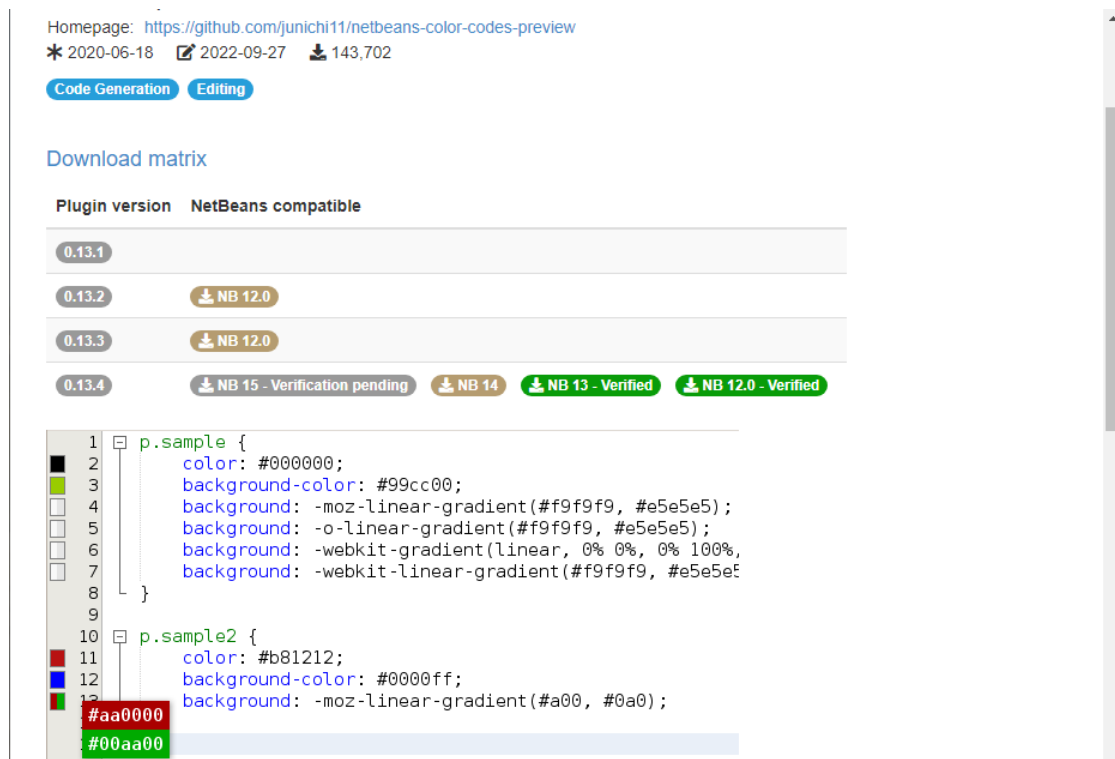 Homepage: https://github.com/junichi11/netbeans-color-codes-preview
2020-06-18 2022-09-27 143,702
Code Generation Editing
Download matrix
Plugin version NetBeans compatible
0.13.1
0.13.2 NB 12.0
0.13.3 NB 12.0
0.13.4 NB 15 - Verification pending NB 14 NB 13 - Verified NB 12.0 - Verified
1 p.sample {
2 color: #000000;
3 background-color: #99cc00;
4 background: -moz-linear-gradient(#f9f9f9, #e5e5e5);
5 background: -o-linear-gradient(#f9f9f9, #e5e5e5);
6 background: -webkit-gradient(linear, 0% 0%, 0% 100%,
7 background: -webkit-linear-gradient(#f9f9f9, #e5e5e5
8 }
9
10 p.sample2 {
11 color: #b81212;
12 background-color: #0000ff;
13 background: -moz-linear-gradient(#a00, #0a0);
#aa0000
#00aa00